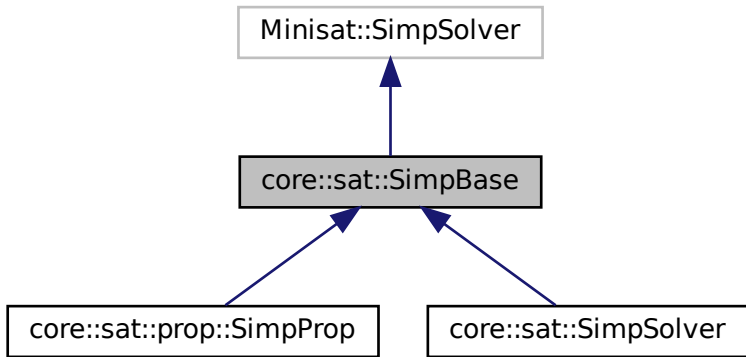 Minisat::SimpSolver
core::sat::SimpBase
core::sat::prop::SimpProp
core::sat::SimpSolver